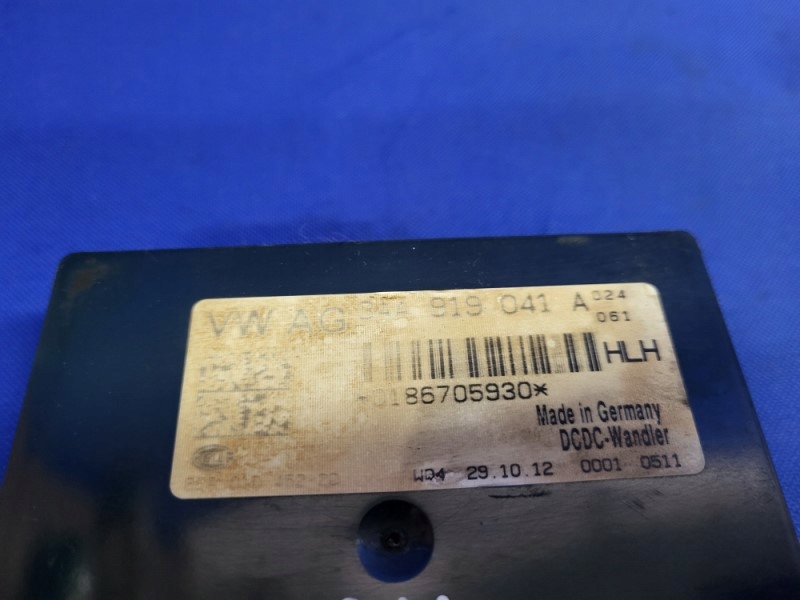 VW AG 919 041 A 024
061
HLH
0186705930*
Made in Germany
DCDC-Wandler
WD4 29.10.12 0001 0511